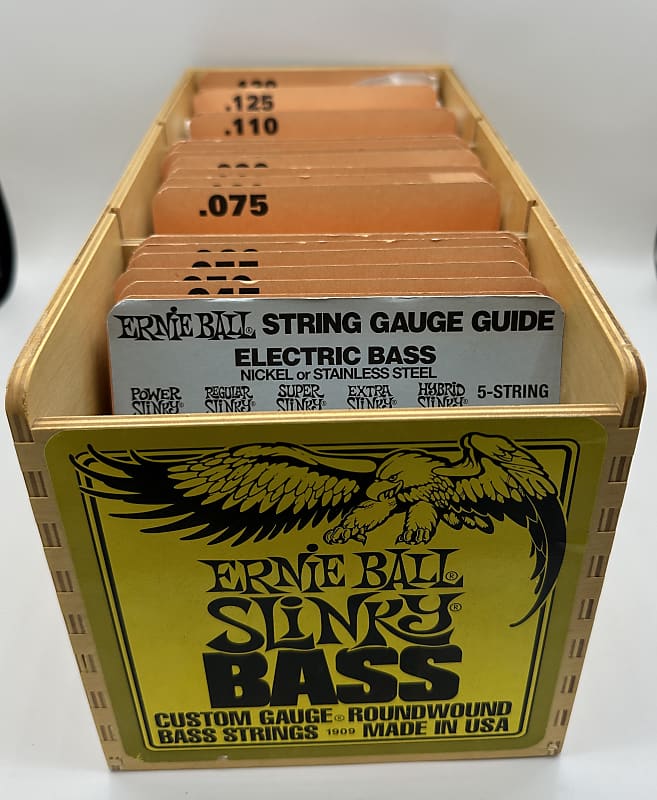 .125
.110
.075
ERNIE BALL® STRING GAUGE GUIDE
ELECTRIC BASS
NICKEL or STAINLESS STEEL
POWER SLINKY® REGULAR SLINKY® SUPER SLINKY® EXTRA SLINKY® HYBRID SLINKY® 5-STRING
ERNIE BALL®
SLINKY®
BASS
CUSTOM GAUGE® ROUNDWOUND
BASS STRINGS 1909 MADE IN USA